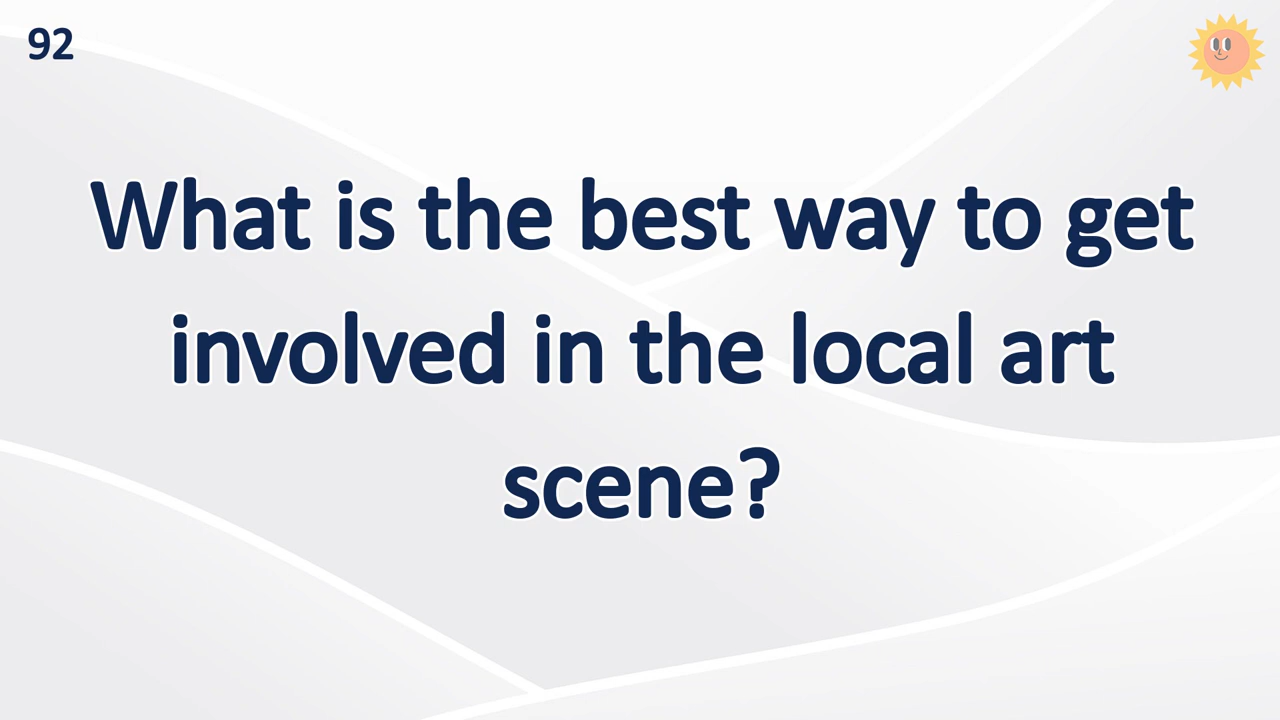 92
What is the best way to get
involved in the local art
scene?